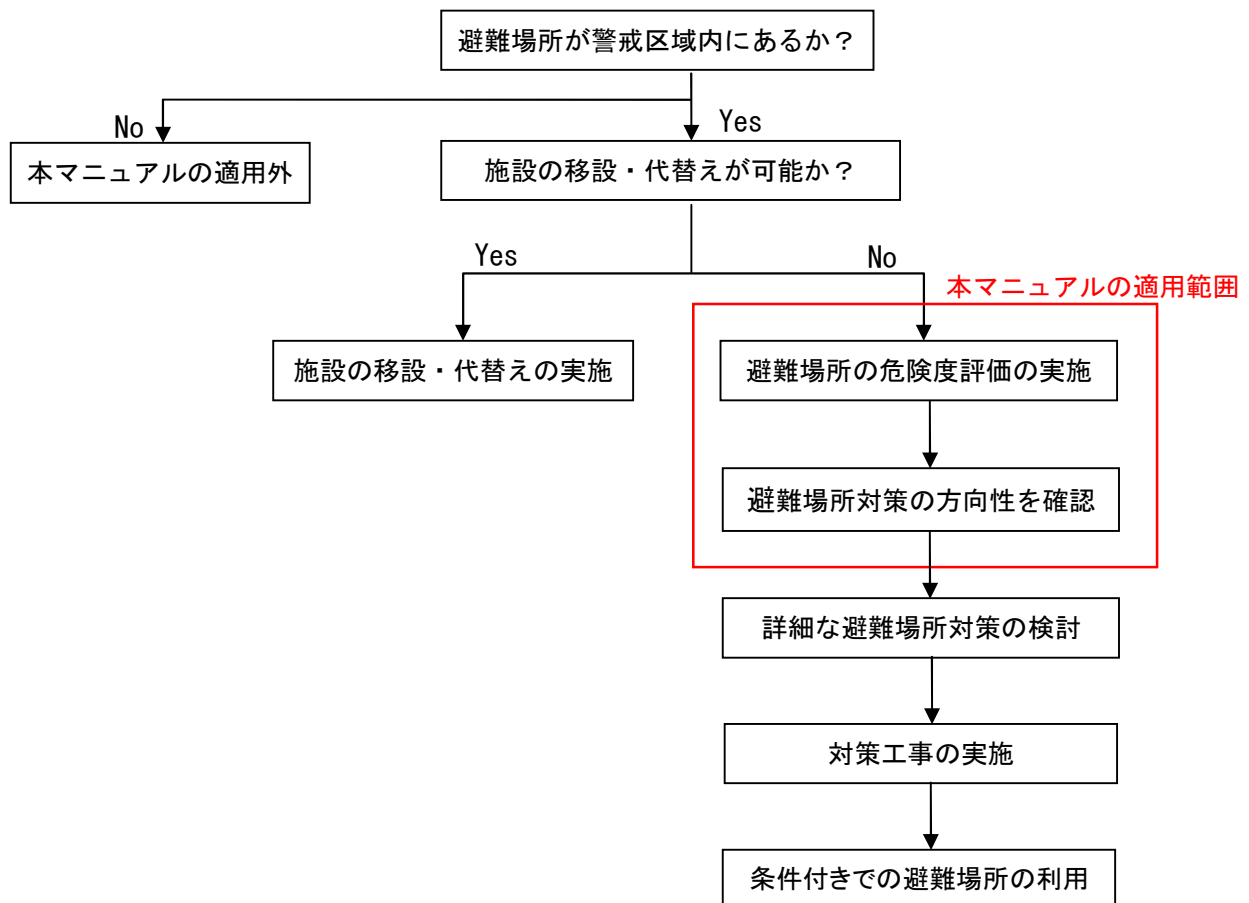 避難場所が警戒区域内にあるか？
No
Yes
本マニュアルの適用外
施設の移設・代替えが可能か？
Yes
No
本マニュアルの適用範囲
施設の移設・代替えの実施
避難場所の危険度評価の実施
避難場所対策の方向性を確認
詳細な避難場所対策の検討
対策工事の実施
条件付きでの避難場所の利用